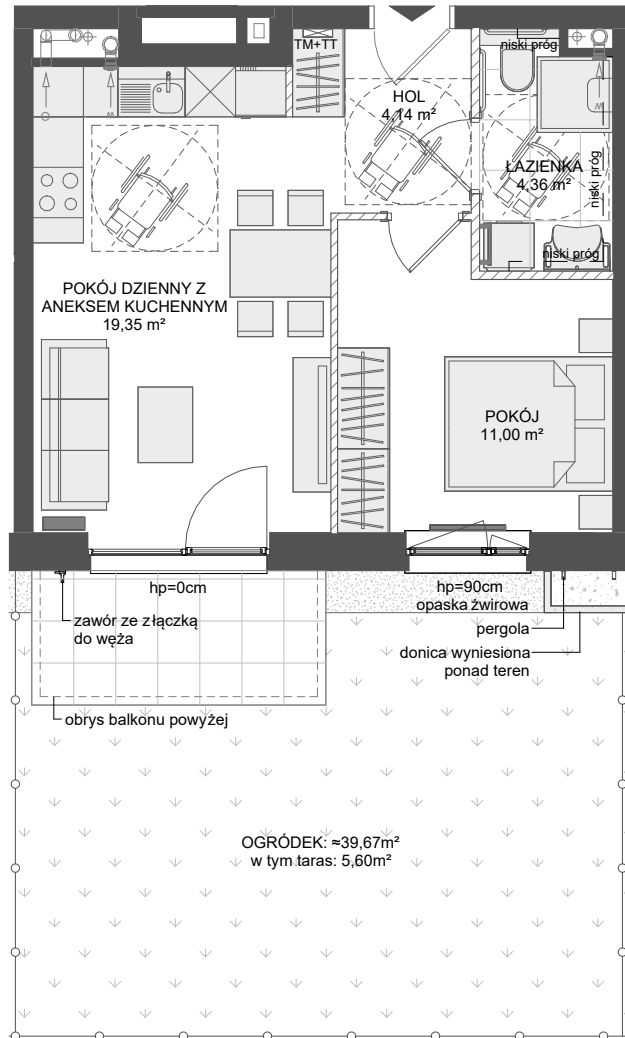 TM+TT
niski próg
HOL
4,14 m²
ŁAZIENKA
4,36 m²
niski próg
niski próg
POKÓJ DZIENNY Z
ANEKSEM KUCHENNYM
19,35 m²
POKÓJ
11,00 m²
hp=0cm
hp=90cm
opaska żwirowa
zawór ze złączką
do węża
pergola
donica wyniesiona
ponad teren
obrys balkonu powyżej
OGRÓDEK: ≈39,67m²
w tym taras: 5,60m²